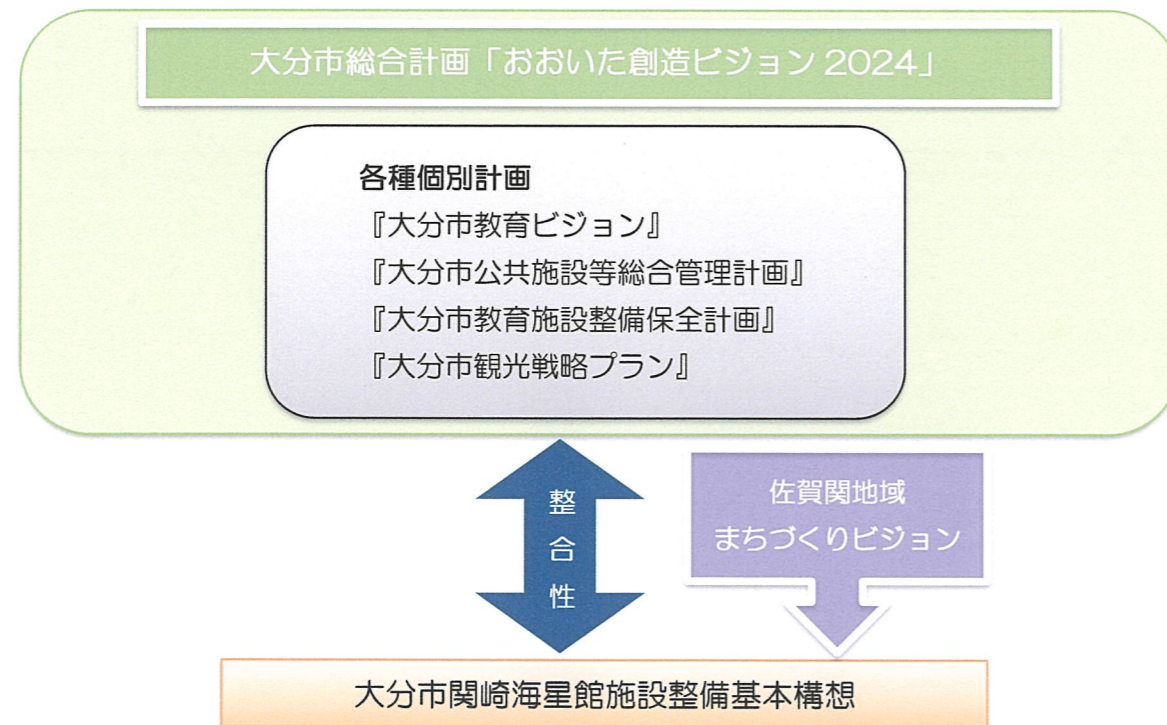 大分市総合計画「おおいた創造ビジョン 2024」
各種個別計画
『大分市教育ビジョン』
『大分市公共施設等総合管理計画』
『大分市教育施設整備保全計画』
『大分市観光戦略プラン』
整合性
佐賀関地域
まちづくりビジョン
大分市関崎海星館施設整備基本構想